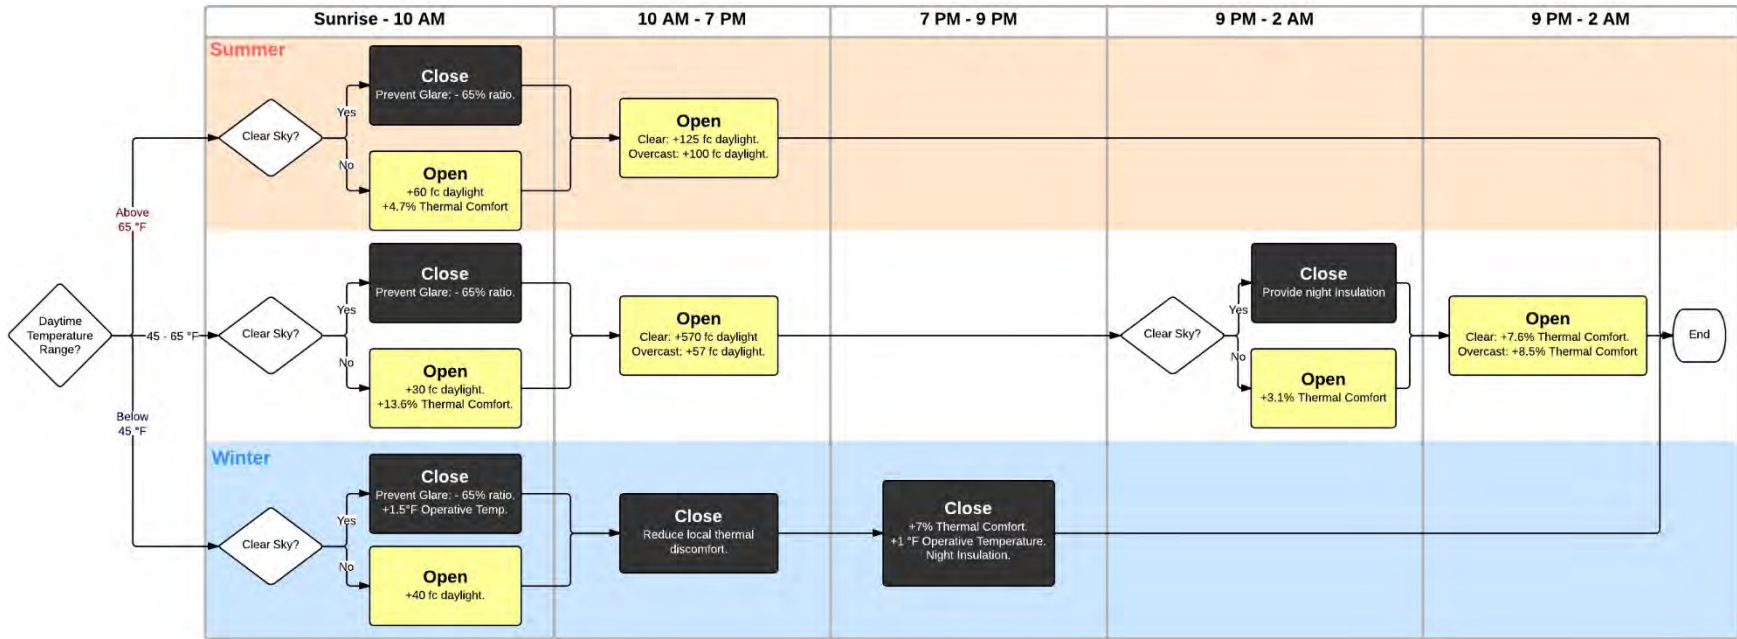 Sunrise - 10 AM
10 AM - 7 PM
7 PM - 9 PM
9 PM - 2 AM
9 PM - 2 AM
Summer
Clear Sky?
Yes
No
Close
Prevent Glare: - 65% ratio.
Open
+60 fc daylight
+4.7% Thermal Comfort
Open
Clear: +125 fc daylight.
Overcast: +100 fc daylight.
Above
65 °F
Daytime
Temperature
Range?
45 - 65 °F
Below
45 °F
Clear Sky?
Yes
No
Close
Prevent Glare: - 65% ratio.
Open
+30 fc daylight.
+13.6% Thermal Comfort.
Open
Clear: +570 fc daylight
Overcast: +57 fc daylight.
Clear Sky?
Yes
No
Close
Provide night Insulation
Open
+3.1% Thermal Comfort
Open
Clear: +7.6% Thermal Comfort.
Overcast: +8.5% Thermal Comfort
End
Winter
Clear Sky?
Yes
No
Close
Prevent Glare: - 65% ratio.
+1.5°F Operative Temp.
Open
+40 fc daylight.
Close
Reduce local thermal
discomfort.
Close
+7% Thermal Comfort.
+1 °F Operative Temperature.
Night Insulation.